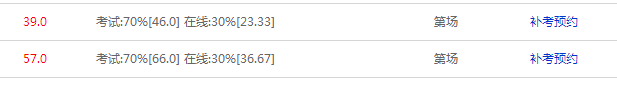 39.0 考试:70%[46.0] 在线:30%[23.33] 第场 补考预约
57.0 考试:70%[66.0] 在线:30%[36.67] 第场 补考预约